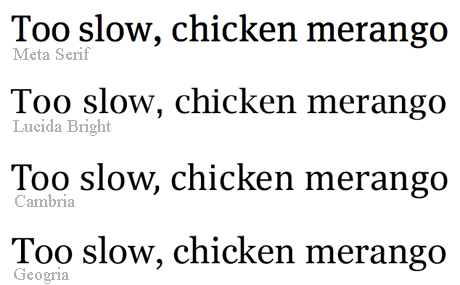 Too slow, chicken merango
Meta Serif
Too slow, chicken merango
Lucida Bright
Too slow, chicken merango
Cambria
Too slow, chicken merango
Geogria